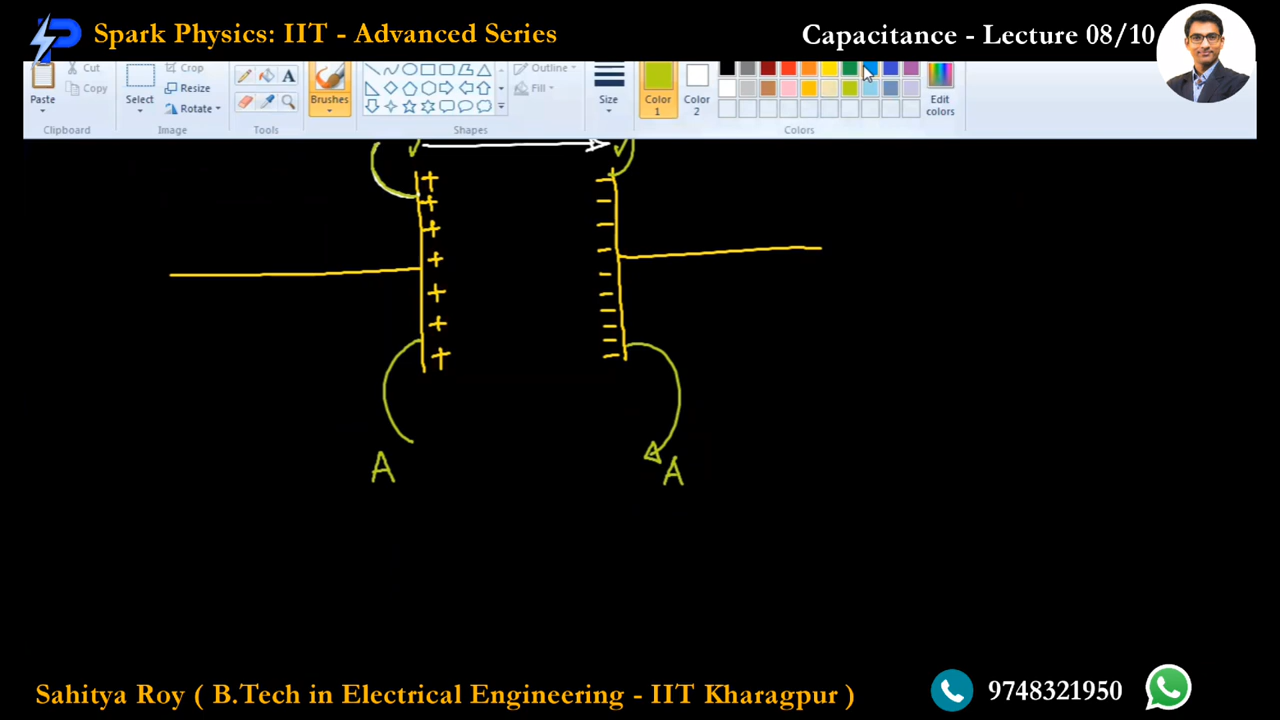 Spark Physics: IIT - Advanced Series
Capacitance - Lecture 08/10
Cut
Copy
Paste
Clipboard
Crop
Resize
Select
Rotate
Image
A
Tools
Brushes
Outline
Fill
Shapes
Size
Color 1
Color 2
Edit colors
Colors
+ −
+ −
+ −
+ −
+ −
+ −
+ −
−
−
−
A A
Sahitya Roy ( B.Tech in Electrical Engineering - IIT Kharagpur )
9748321950